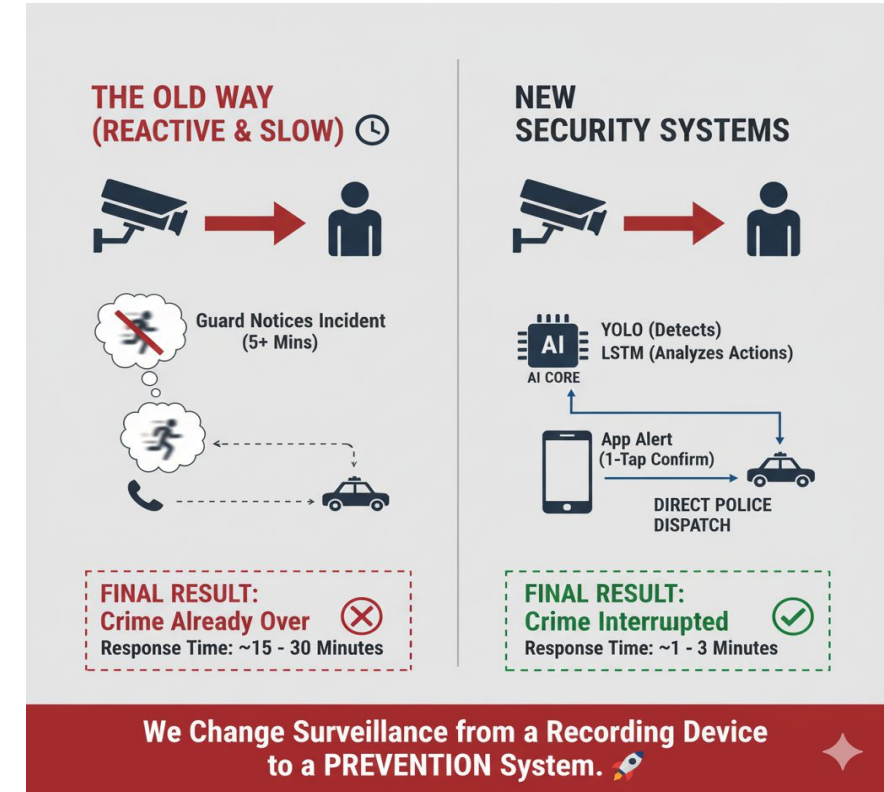 THE OLD WAY
(REACTIVE & SLOW)
Guard Notices Incident
(5+ Mins)
FINAL RESULT:
Crime Already Over
Response Time: ~15 - 30 Minutes
NEW
SECURITY SYSTEMS
AI
AI CORE
YOLO (Detects)
LSTM (Analyzes Actions)
App Alert
(1-Tap Confirm)
DIRECT POLICE
DISPATCH
FINAL RESULT:
Crime Interrupted
Response Time: ~1 - 3 Minutes
We Change Surveillance from a Recording Device
to a PREVENTION System. 🚀